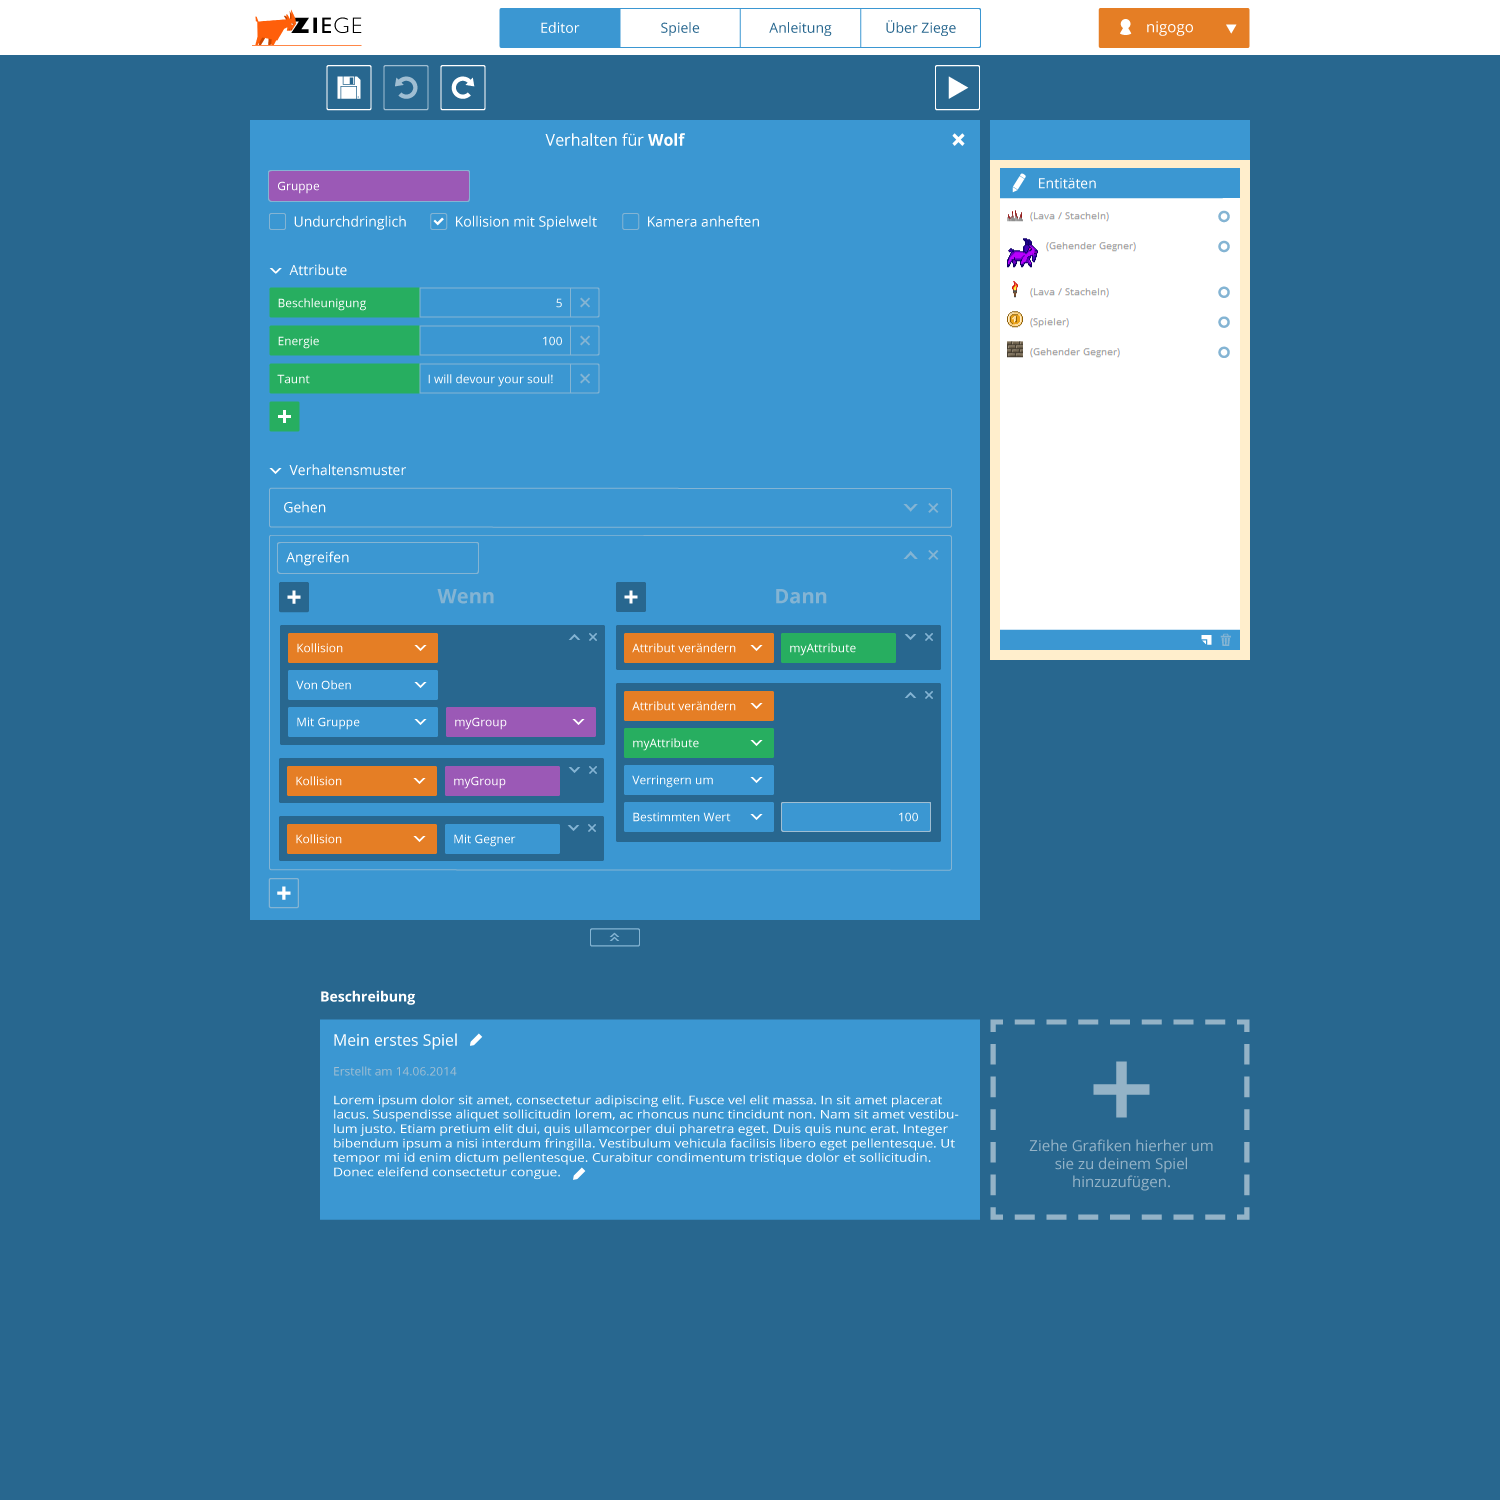 ZIEGE
Editor
Spiele
Anleitung
Über Ziege
nigogo
Verhalten für Wolf
Gruppe
Undurchdringlich
Kollision mit Spielwelt
Kamera anheften
Attribute
Beschleunigung 5
Energie 100
Taunt I will devour your soul!
Verhaltensmuster
Gehen
Angreifen
Wenn
Kollision
Von Oben
Mit Gruppe myGroup
Kollision myGroup
Kollision Mit Gegner
Dann
Attribut verändern myAttribute
Attribut verändern
myAttribute
Verringern um
Bestimmten Wert 100
Entitäten
(Lava / Stacheln)
(Gehender Gegner)
(Lava / Stacheln)
(Spieler)
(Gehender Gegner)
Beschreibung
Mein erstes Spiel
Erstellt am 14.06.2014
Lorem ipsum dolor sit amet, consectetur adipiscing elit. Fusce vel elit massa. In sit amet placerat
lacus. Suspendisse aliquet sollicitudin lorem, ac rhoncus nunc tincidunt non. Nam sit amet vestibu-
lum justo. Etiam pretium elit dui, quis ullamcorper dui pharetra eget. Duis quis nunc erat. Integer
bibendum ipsum a nisi interdum fringilla. Vestibulum vehicula facilisis libero eget pellentesque. Ut
tempor mi id enim dictum pellentesque. Curabitur condimentum tristique dolor et sollicitudin.
Donec eleifend consectetur congue.
Ziehe Grafiken hierher um
sie zu deinem Spiel
hinzuzufügen.